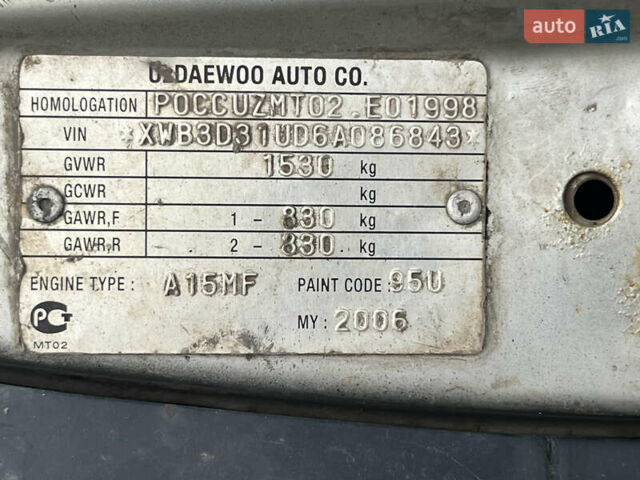 auto RIA.com
UzDAEWOO AUTO CO.
HOMOLOGATION POCCUZMT02.E01998
VIN *XWB3D31UD6A086843*
GVWR 1530 kg
GCWR kg
GAWR,F 1 - 830 kg
GAWR,R 2 - 830 kg
ENGINE TYPE : A15MF PAINT CODE : 95U
MY : 2006
MT02